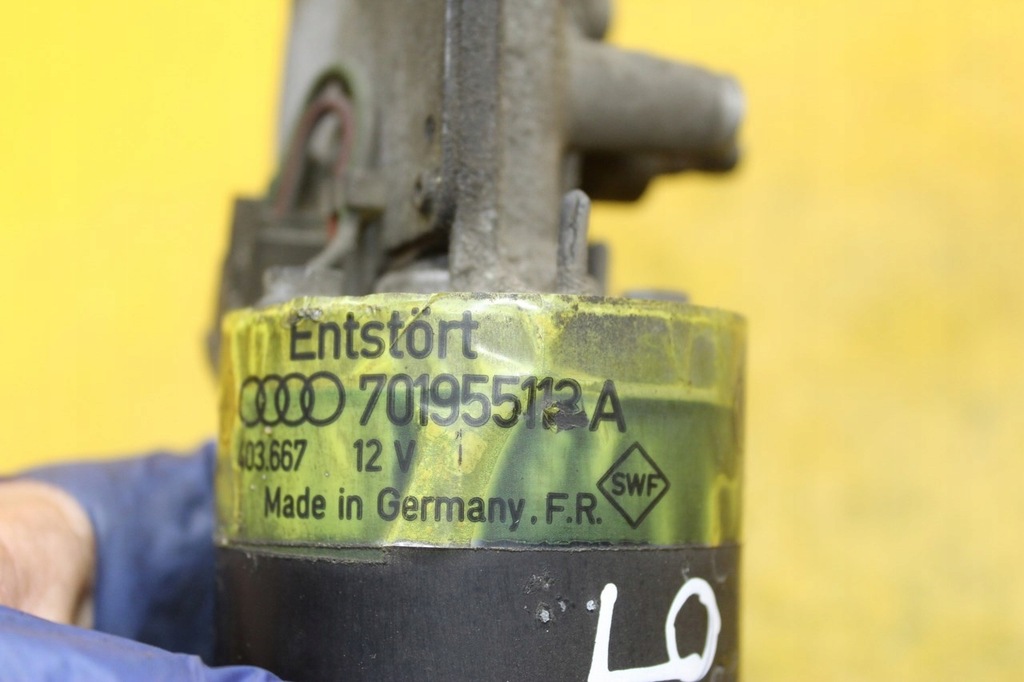 Entstört
701955113A
403.667 12 V
Made in Germany, F.R.
SWF